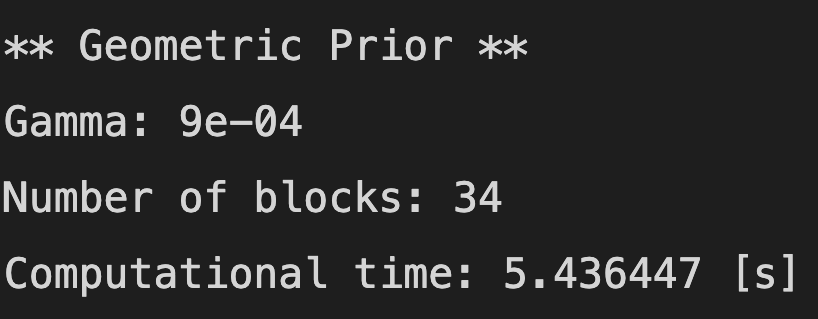 ** Geometric Prior **
Gamma: 9e-04
Number of blocks: 34
Computational time: 5.436447 [s]